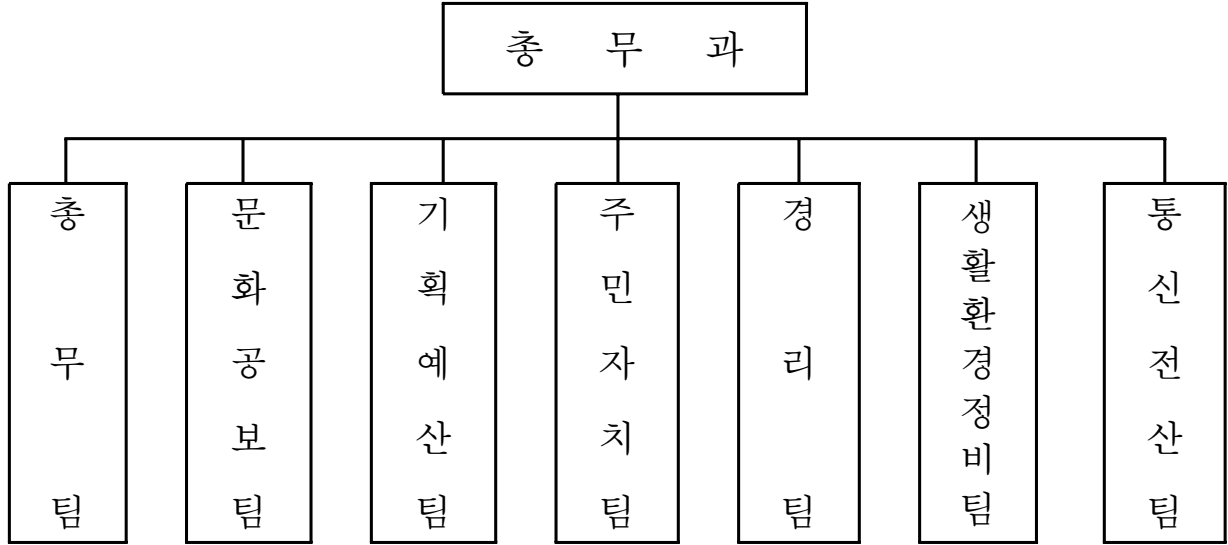 총 무 과
총무팀
문화공보팀
기획예산팀
주민자치팀
경리팀
생활환경정비팀
통신전산팀